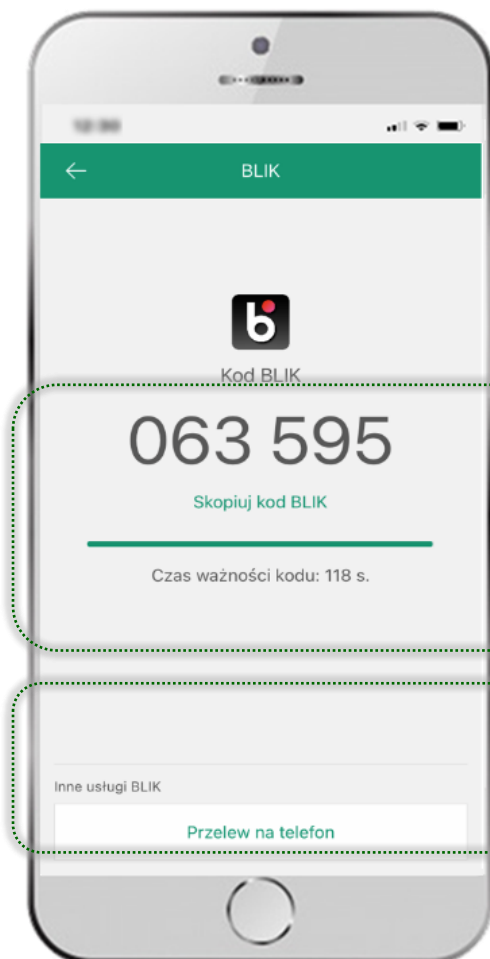 BLIK
Kod BLIK
063 595
Skopiuj kod BLIK
Czas ważności kodu: 118 s.
Inne usługi BLIK
Przelew na telefon